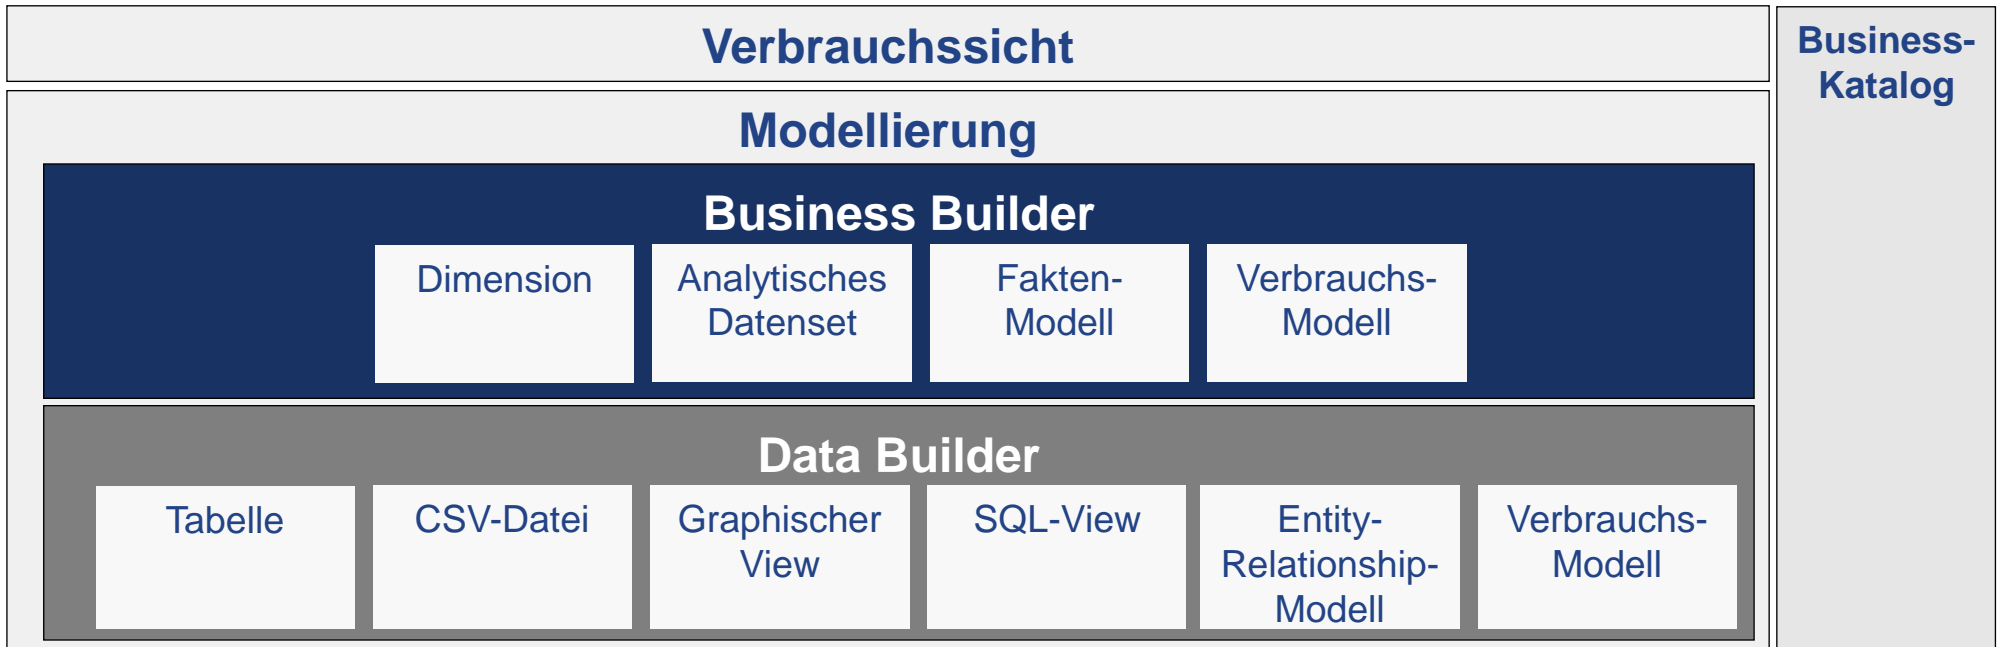 Verbrauchssicht
Business-
Katalog
Modellierung
Business Builder
Dimension
Analytisches
Datenset
Fakten-
Modell
Verbrauchs-
Modell
Data Builder
Tabelle
CSV-Datei
Graphischer
View
SQL-View
Entity-
Relationship-
Modell
Verbrauchs-
Modell